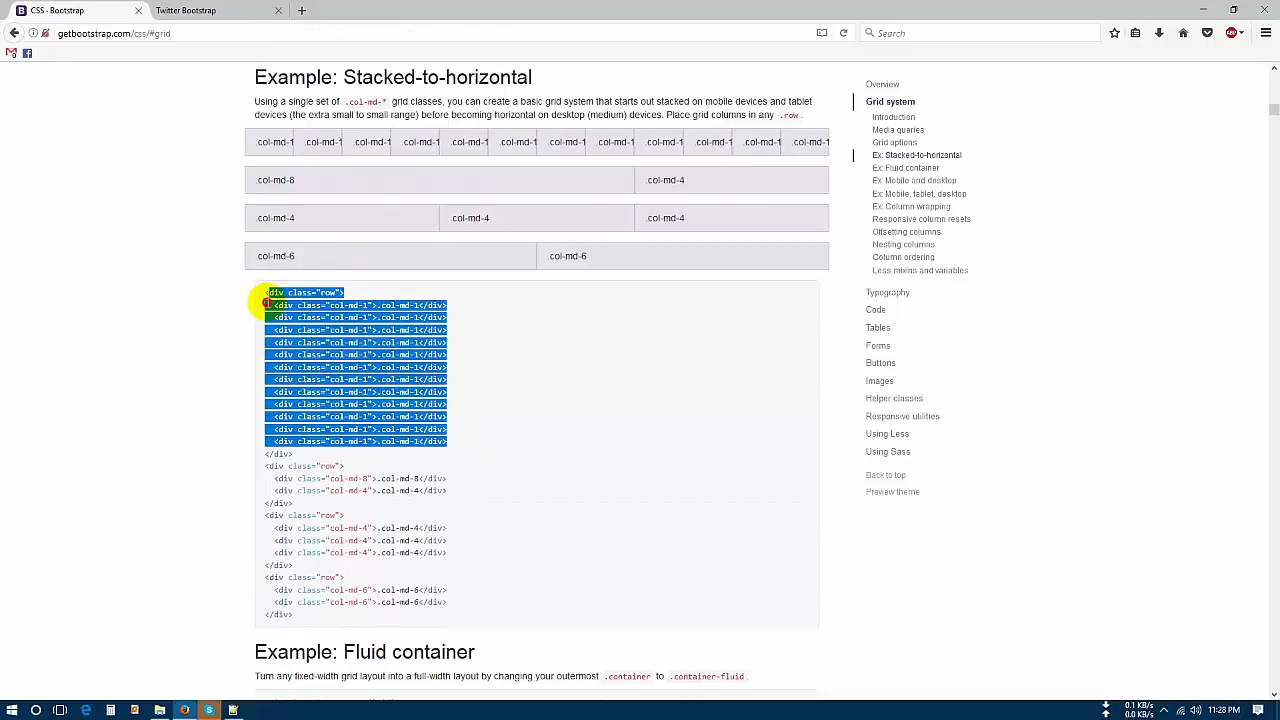 CSS · Bootstrap
Twitter Bootstrap
getbootstrap.com/css/#grid
Search
ABP
Example: Stacked-to-horizontal
Using a single set of .col-md-* grid classes, you can create a basic grid system that starts out stacked on mobile devices and tablet
devices (the extra small to small range) before becoming horizontal on desktop (medium) devices. Place grid columns in any .row.
.col-md-1 .col-md-1 .col-md-1 .col-md-1 .col-md-1 .col-md-1 .col-md-1 .col-md-1 .col-md-1 .col-md-1 .col-md-1 .col-md-1
.col-md-8 .col-md-4
.col-md-4 .col-md-4 .col-md-4
.col-md-6 .col-md-6
<div class="row">
<div class="col-md-1">.col-md-1</div>
<div class="col-md-1">.col-md-1</div>
<div class="col-md-1">.col-md-1</div>
<div class="col-md-1">.col-md-1</div>
<div class="col-md-1">.col-md-1</div>
<div class="col-md-1">.col-md-1</div>
<div class="col-md-1">.col-md-1</div>
<div class="col-md-1">.col-md-1</div>
<div class="col-md-1">.col-md-1</div>
<div class="col-md-1">.col-md-1</div>
<div class="col-md-1">.col-md-1</div>
<div class="col-md-1">.col-md-1</div>
</div>
<div class="row">
<div class="col-md-8">.col-md-8</div>
<div class="col-md-4">.col-md-4</div>
</div>
<div class="row">
<div class="col-md-4">.col-md-4</div>
<div class="col-md-4">.col-md-4</div>
<div class="col-md-4">.col-md-4</div>
</div>
<div class="row">
<div class="col-md-6">.col-md-6</div>
<div class="col-md-6">.col-md-6</div>
</div>
Example: Fluid container
Turn any fixed-width grid layout into a full-width layout by changing your outermost .container to .container-fluid.
Overview
Grid system
Introduction
Media queries
Grid options
Ex: Stacked-to-horizontal
Ex: Fluid container
Ex: Mobile and desktop
Ex: Mobile, tablet, desktop
Ex: Column wrapping
Responsive column resets
Offsetting columns
Nesting columns
Column ordering
Less mixins and variables
Typography
Code
Tables
Forms
Buttons
Images
Helper classes
Responsive utilities
Using Less
Using Sass
Back to top
Preview theme
0.1 KB/s
0.0 KB/s
11:28 PM